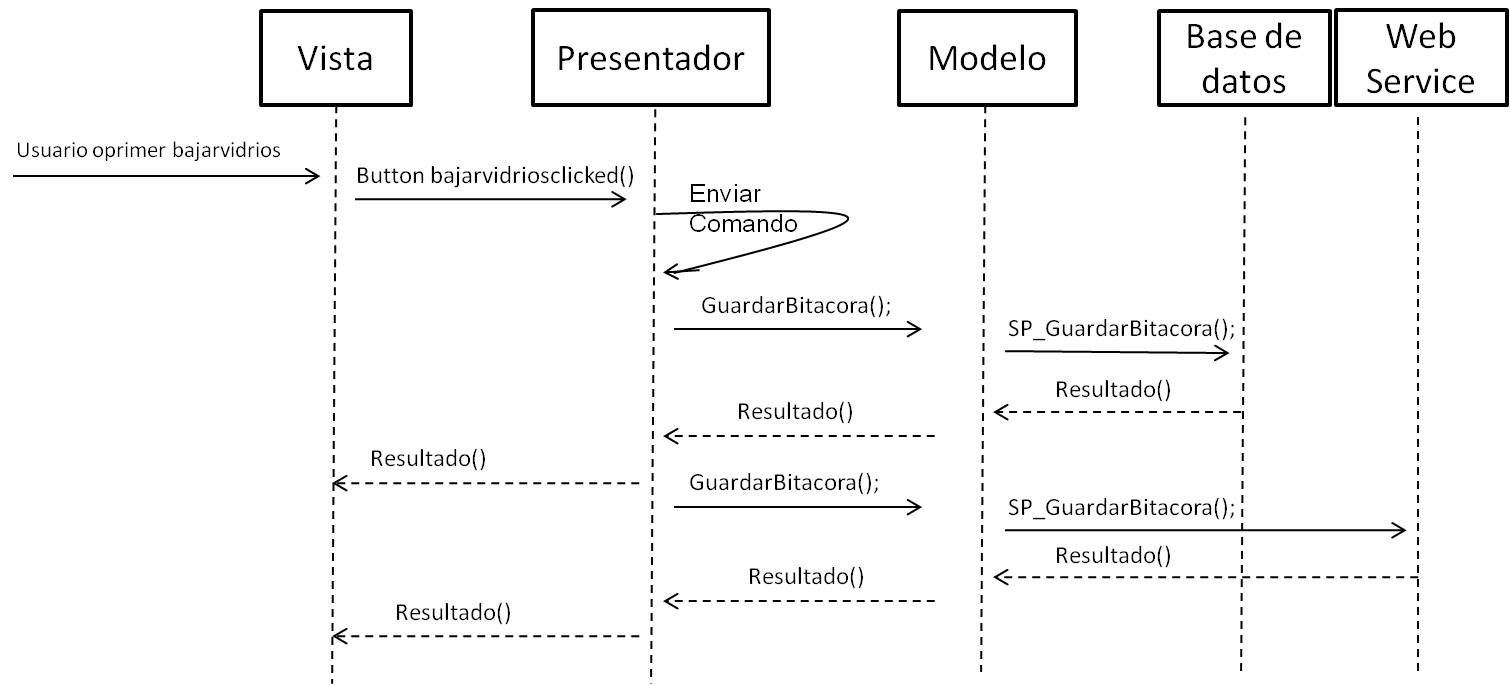 Vista
Presentador
Modelo
Base de
datos
Web
Service
Usuario oprimer bajarvidrios
Button bajarvidriosclicked()
Enviar
Comando
GuardarBitacora();
SP_GuardarBitacora();
Resultado()
Resultado()
Resultado()
GuardarBitacora();
SP_GuardarBitacora();
Resultado()
Resultado()
Resultado()